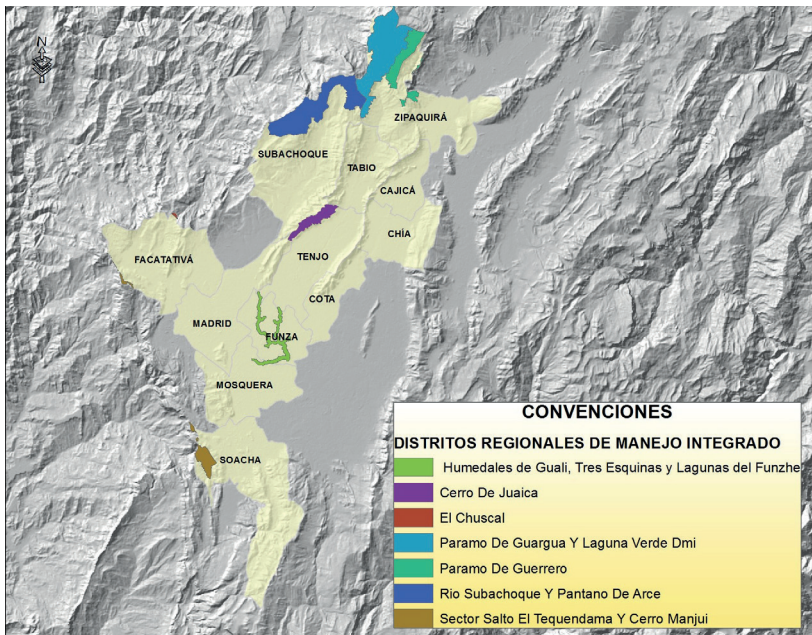 N
ZIPAQUIRÁ
SUBACHOQUE
TABIO
CAJICÁ
CHÍA
FACATATIVÁ
TENJO
COTA
MADRID
FUNZA
MOSQUERA
SOACHA
CONVENCIONES
DISTRITOS REGIONALES DE MANEJO INTEGRADO
Humedales de Guali, Tres Esquinas y Lagunas del Funzhe
Cerro De Juaica
El Chuscal
Paramo De Guargua Y Laguna Verde Dmi
Paramo De Guerrero
Rio Subachoque Y Pantano De Arce
Sector Salto El Tequendama Y Cerro Manjui